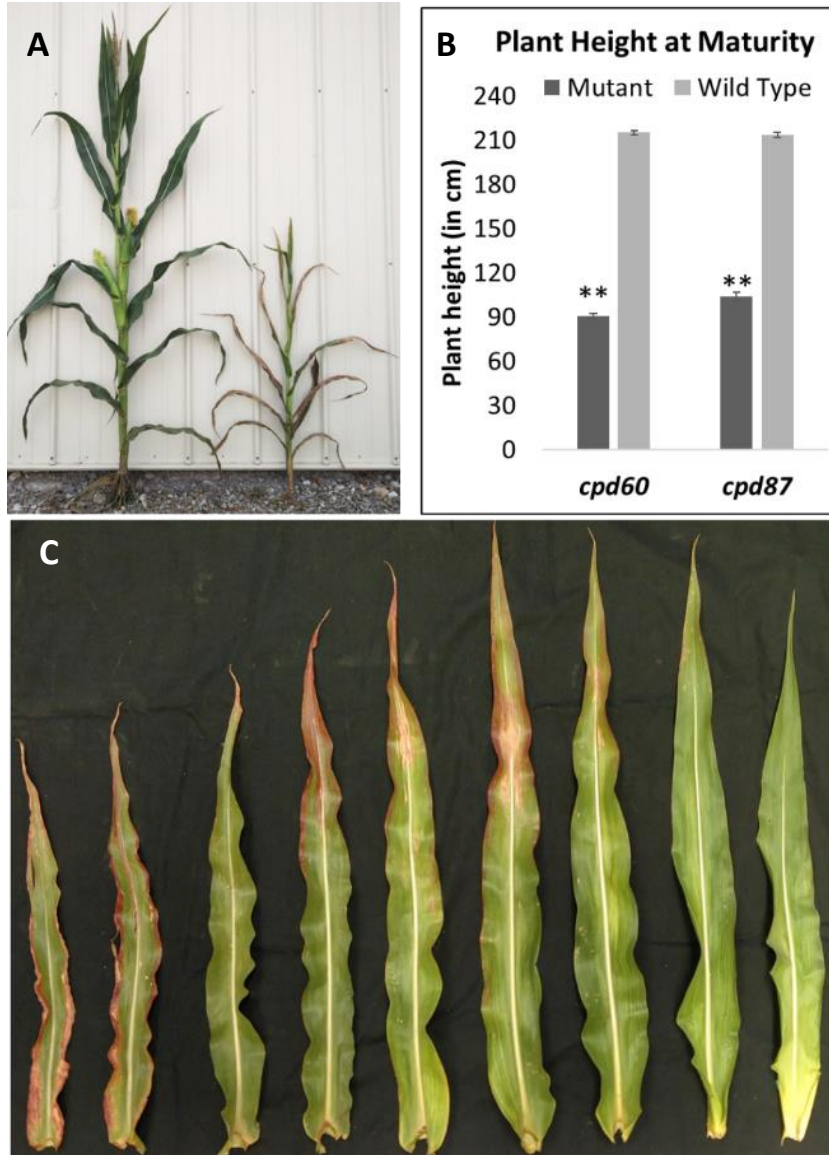 A
B
Plant Height at Maturity
Mutant Wild Type
Plant height (in cm)
240
210
180
150
120
90
60
30
0
**
**
cpd60 cpd87
C